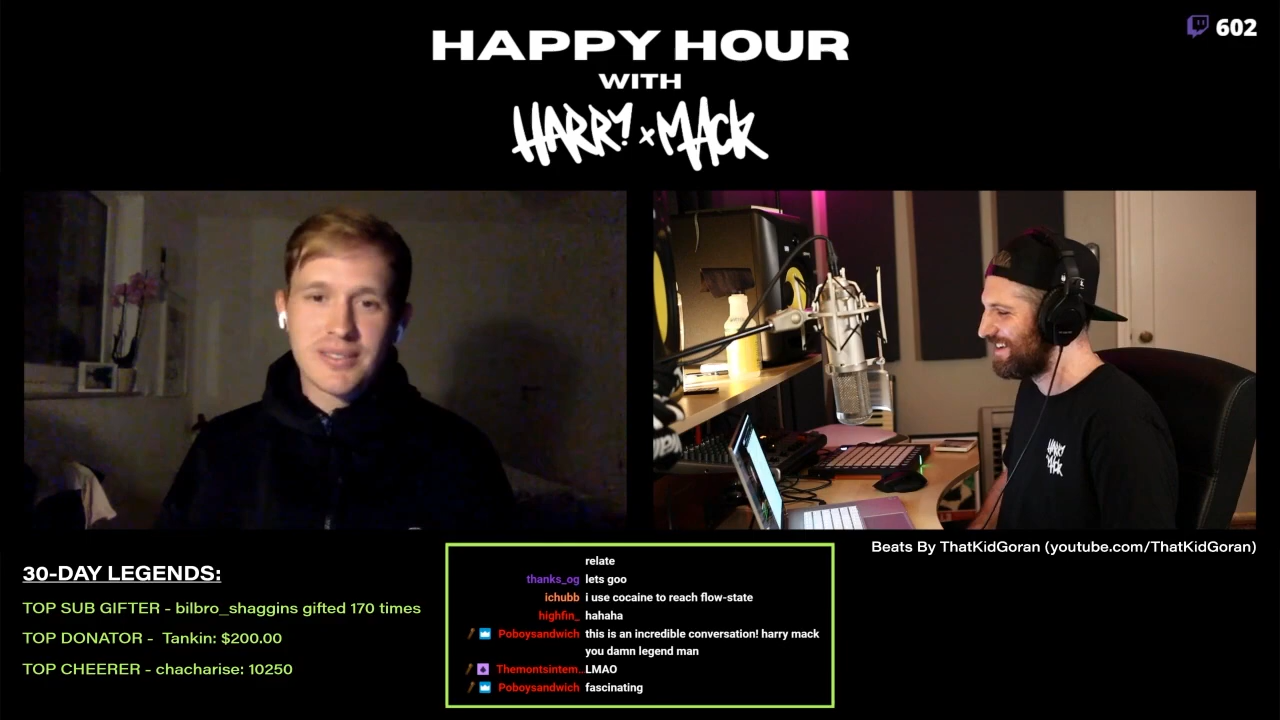 602
HAPPY HOUR
WITH
HARRY x MACK
HARRY
MACK
Beats By ThatKidGoran (youtube.com/ThatKidGoran)
30-DAY LEGENDS:
TOP SUB GIFTER - bilbro_shaggins gifted 170 times
TOP DONATOR - Tankin: $200.00
TOP CHEERER - chacharise: 10250
relate
thanks_og lets goo
ichubb i use cocaine to reach flow-state
highfin_ hahaha
Poboysandwich this is an incredible conversation! harry mack
you damn legend man
Themontsintem... LMAO
Poboysandwich fascinating